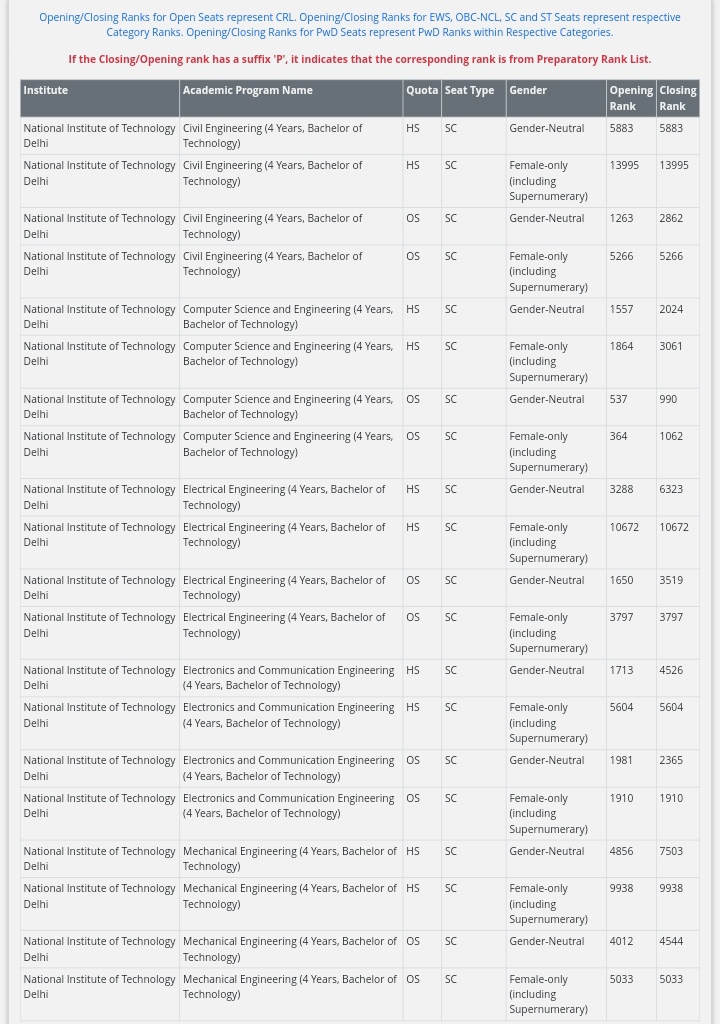 Opening/Closing Ranks for Open Seats represent CRL. Opening/Closing Ranks for EWS, OBC-NCL, SC and ST Seats represent respective
Category Ranks. Opening/Closing Ranks for PwD Seats represent PwD Ranks within Respective Categories.
If the Closing/Opening rank has a suffix 'P', it indicates that the corresponding rank is from Preparatory Rank List.
Institute Academic Program Name Quota Seat Type Gender Opening Closing
Rank Rank
National Institute of Technology Civil Engineering (4 Years, Bachelor of HS SC Gender-Neutral 5883 5883
Delhi Technology)
National Institute of Technology Civil Engineering (4 Years, Bachelor of HS SC Female-only 13995 13995
Delhi Technology) (including
Supernumerary)
National Institute of Technology Civil Engineering (4 Years, Bachelor of OS SC Gender-Neutral 1263 2862
Delhi Technology)
National Institute of Technology Civil Engineering (4 Years, Bachelor of OS SC Female-only 5266 5266
Delhi Technology) (including
Supernumerary)
National Institute of Technology Computer Science and Engineering (4 Years, HS SC Gender-Neutral 1557 2024
Delhi Bachelor of Technology)
National Institute of Technology Computer Science and Engineering (4 Years, HS SC Female-only 1864 3061
Delhi Bachelor of Technology) (including
Supernumerary)
National Institute of Technology Computer Science and Engineering (4 Years, OS SC Gender-Neutral 537 990
Delhi Bachelor of Technology)
National Institute of Technology Computer Science and Engineering (4 Years, OS SC Female-only 364 1062
Delhi Bachelor of Technology) (including
Supernumerary)
National Institute of Technology Electrical Engineering (4 Years, Bachelor of HS SC Gender-Neutral 3288 6323
Delhi Technology)
National Institute of Technology Electrical Engineering (4 Years, Bachelor of HS SC Female-only 10672 10672
Delhi Technology) (including
Supernumerary)
National Institute of Technology Electrical Engineering (4 Years, Bachelor of OS SC Gender-Neutral 1650 3519
Delhi Technology)
National Institute of Technology Electrical Engineering (4 Years, Bachelor of OS SC Female-only 3797 3797
Delhi Technology) (including
Supernumerary)
National Institute of Technology Electronics and Communication Engineering HS SC Gender-Neutral 1713 4526
Delhi (4 Years, Bachelor of Technology)
National Institute of Technology Electronics and Communication Engineering HS SC Female-only 5604 5604
Delhi (4 Years, Bachelor of Technology) (including
Supernumerary)
National Institute of Technology Electronics and Communication Engineering OS SC Gender-Neutral 1981 2365
Delhi (4 Years, Bachelor of Technology)
National Institute of Technology Electronics and Communication Engineering OS SC Female-only 1910 1910
Delhi (4 Years, Bachelor of Technology) (including
Supernumerary)
National Institute of Technology Mechanical Engineering (4 Years, Bachelor of HS SC Gender-Neutral 4856 7503
Delhi Technology)
National Institute of Technology Mechanical Engineering (4 Years, Bachelor of HS SC Female-only 9938 9938
Delhi Technology) (including
Supernumerary)
National Institute of Technology Mechanical Engineering (4 Years, Bachelor of OS SC Gender-Neutral 4012 4544
Delhi Technology)
National Institute of Technology Mechanical Engineering (4 Years, Bachelor of OS SC Female-only 5033 5033
Delhi Technology) (including
Supernumerary)